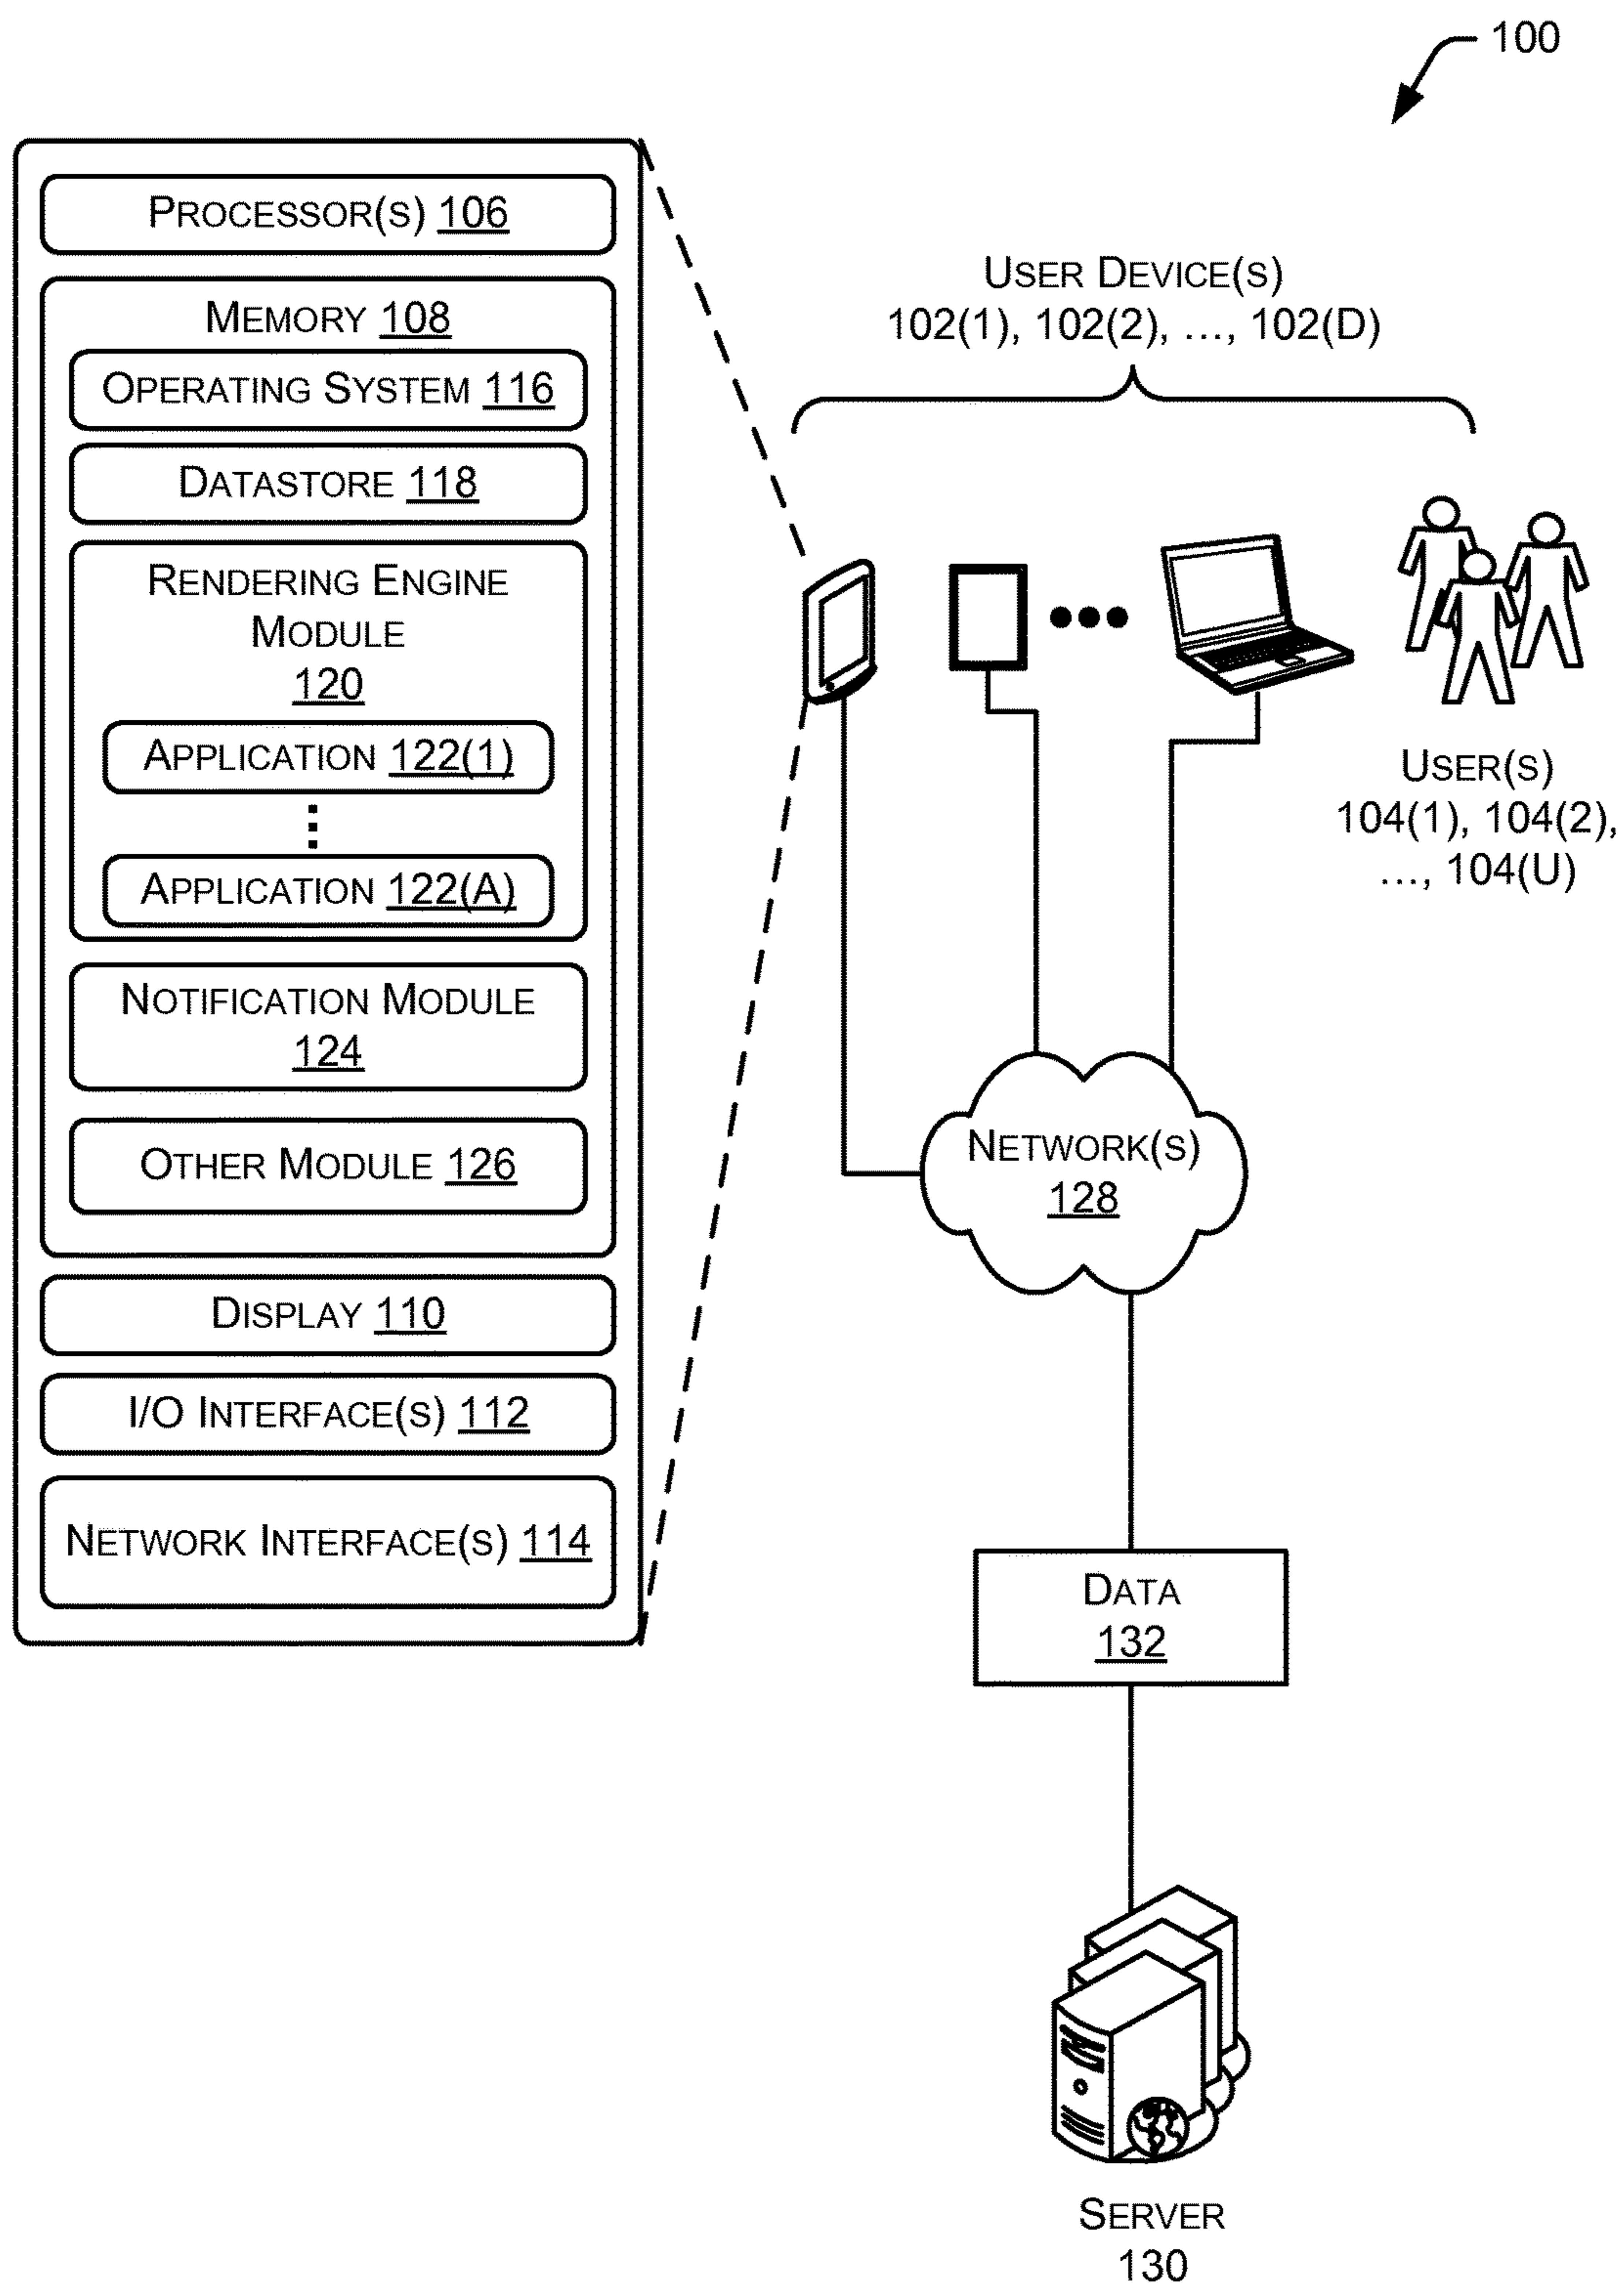 100
PROCESSOR(S) 106
MEMORY 108
OPERATING SYSTEM 116
DATASTORE 118
RENDERING ENGINE
MODULE
120
APPLICATION 122(1)
APPLICATION 122(A)
NOTIFICATION MODULE
124
OTHER MODULE 126
DISPLAY 110
I/O INTERFACE(S) 112
NETWORK INTERFACE(S) 114
USER DEVICE(S)
102(1), 102(2), ..., 102(D)
USER(S)
104(1), 104(2),
..., 104(U)
NETWORK(S)
128
DATA
132
SERVER
130